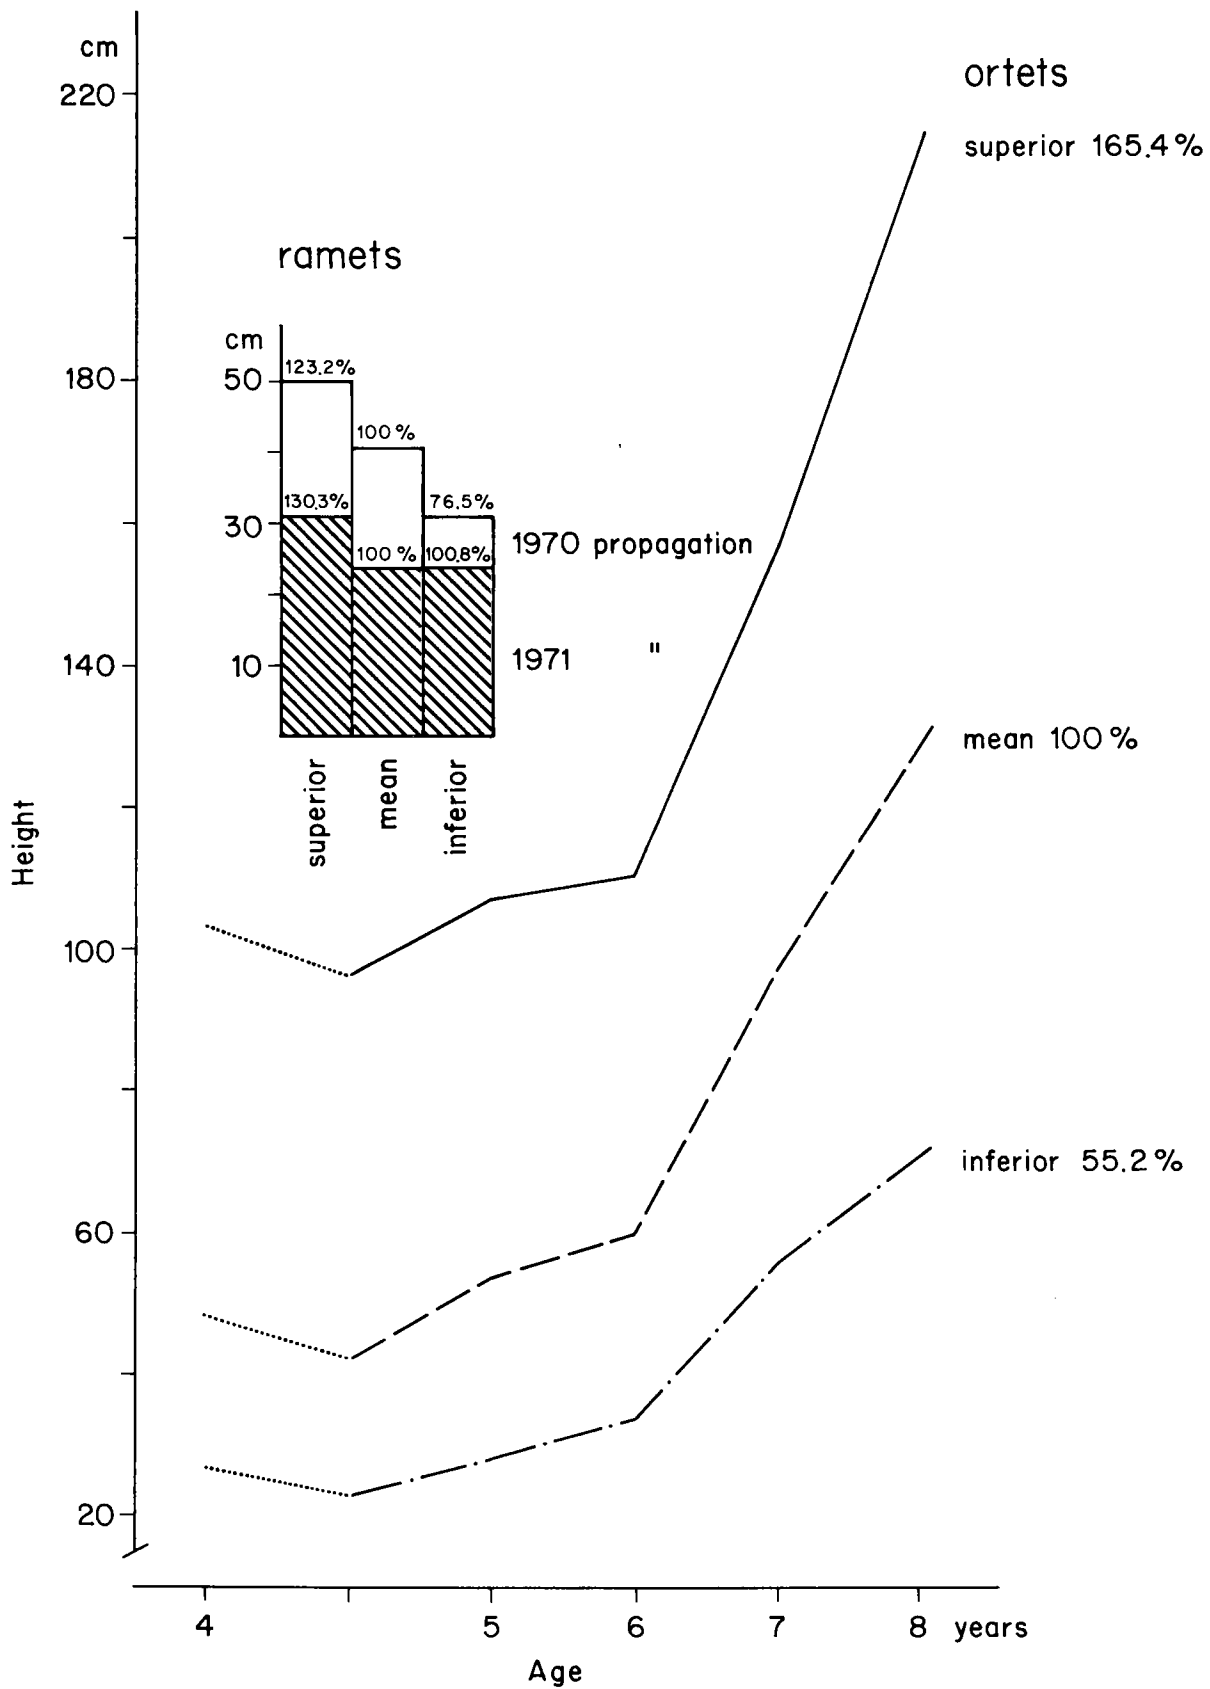 cm
220
180
140
100
60
20
Height
ortets
superior 165.4%
mean 100%
inferior 55.2%
ramets
cm
50
30
10
123.2%
100%
76.5%
130.3%
100%
100.8%
1970 propagation
1971 "
superior
mean
inferior
4 5 6 7 8 years
Age